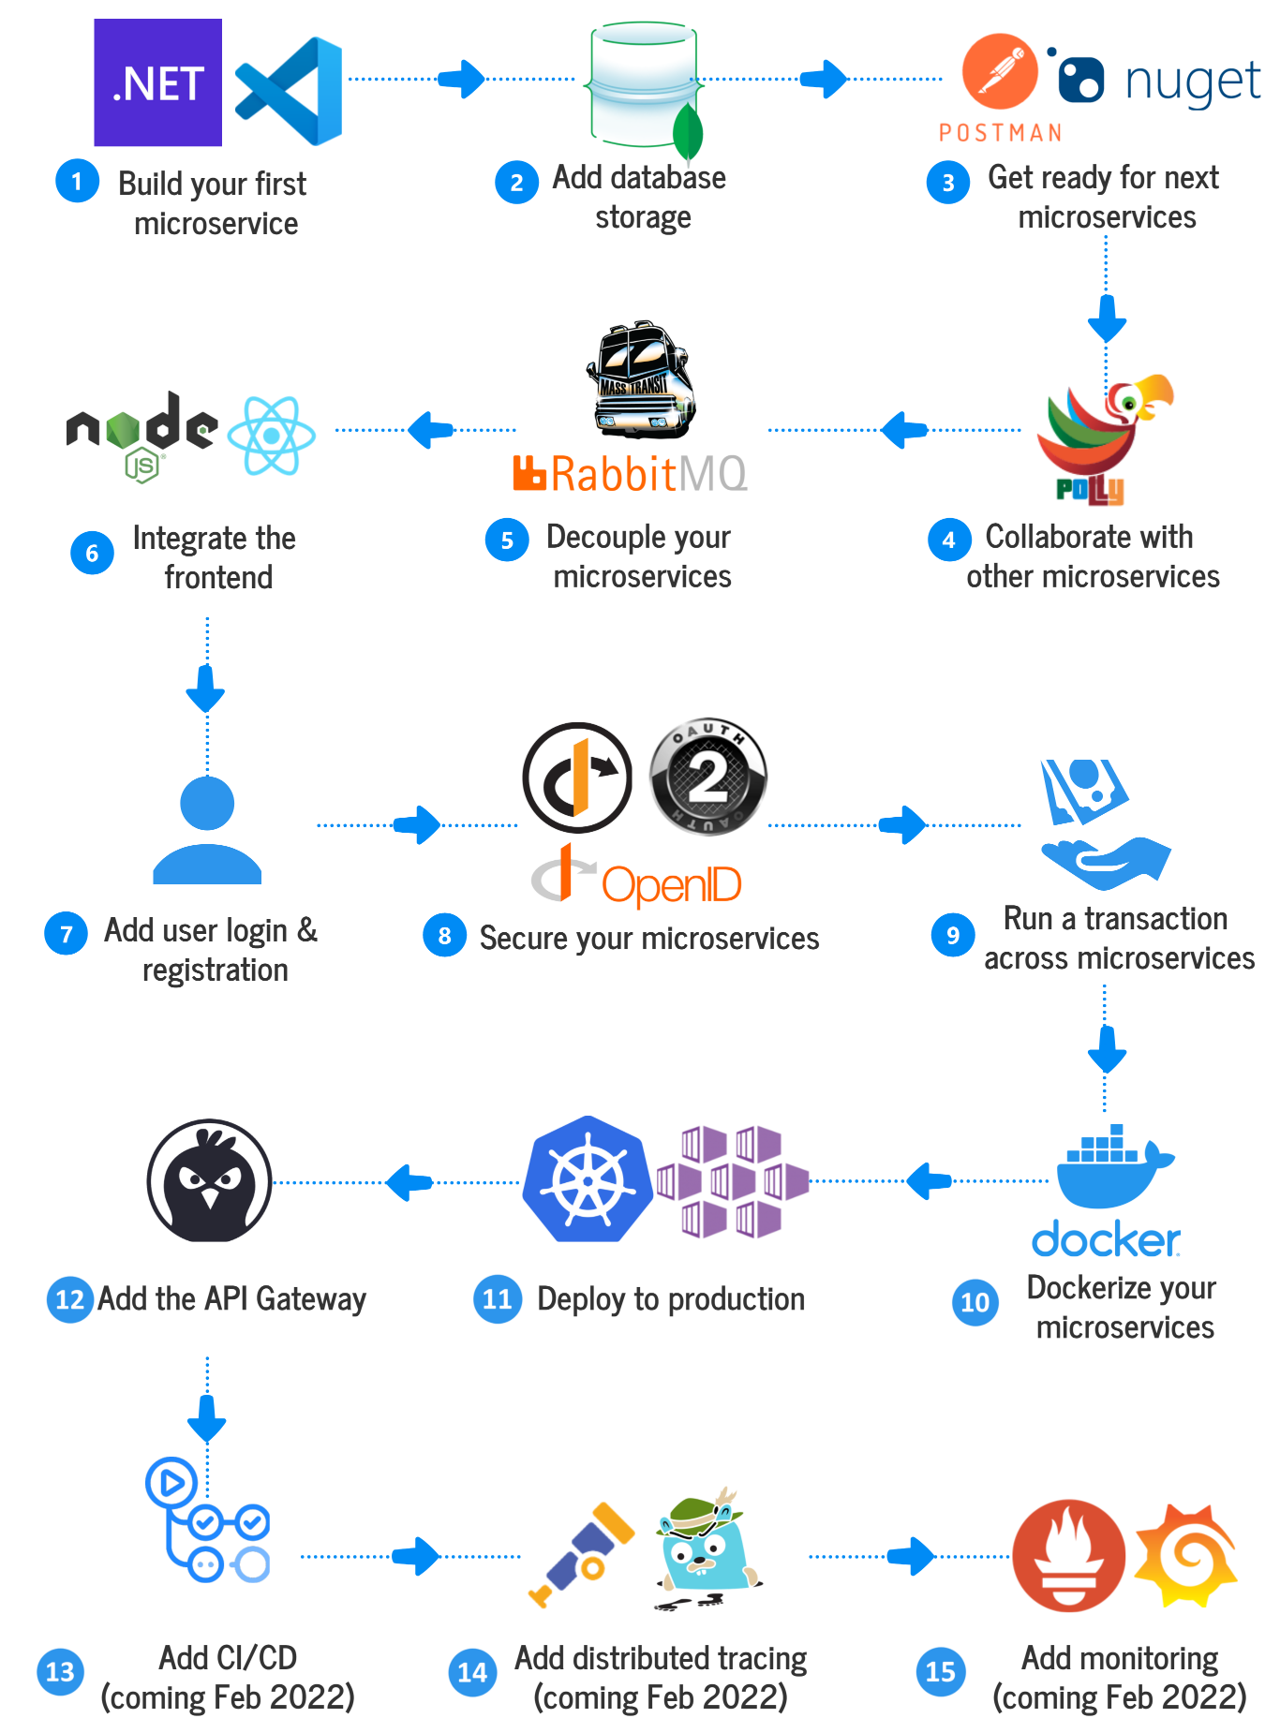 .NET
POSTMAN
nuget
1
Build your first
microservice
2
Add database
storage
3
Get ready for next
microservices
MASS TRANSIT
RabbitMQ
node
JS
POLLY
6
Integrate the
frontend
5
Decouple your
microservices
4
Collaborate with
other microservices
OAUTH
2
OAUTH
OpenID
7
Add user login &
registration
8
Secure your microservices
9
Run a transaction
across microservices
docker
12
Add the API Gateway
11
Deploy to production
10
Dockerize your
microservices
13
Add CI/CD
(coming Feb 2022)
14
Add distributed tracing
(coming Feb 2022)
15
Add monitoring
(coming Feb 2022)